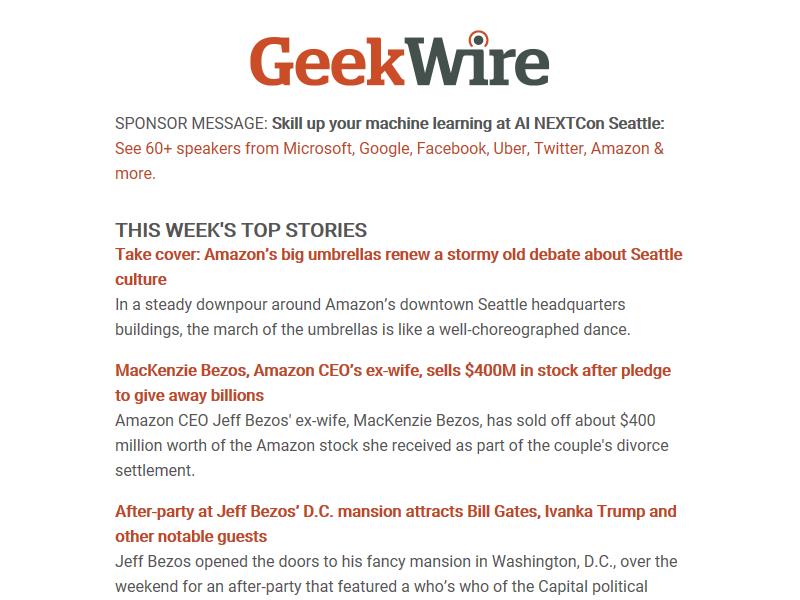 GeekWire
SPONSOR MESSAGE: Skill up your machine learning at AI NEXTCon Seattle:
See 60+ speakers from Microsoft, Google, Facebook, Uber, Twitter, Amazon &
more.
THIS WEEK'S TOP STORIES
Take cover: Amazon’s big umbrellas renew a stormy old debate about Seattle
culture
In a steady downpour around Amazon’s downtown Seattle headquarters
buildings, the march of the umbrellas is like a well-choreographed dance.
MacKenzie Bezos, Amazon CEO’s ex-wife, sells $400M in stock after pledge
to give away billions
Amazon CEO Jeff Bezos' ex-wife, MacKenzie Bezos, has sold off about $400
million worth of the Amazon stock she received as part of the couple's divorce
settlement.
After-party at Jeff Bezos’ D.C. mansion attracts Bill Gates, Ivanka Trump and
other notable guests
Jeff Bezos opened the doors to his fancy mansion in Washington, D.C., over the
weekend for an after-party that featured a who’s who of the Capital political